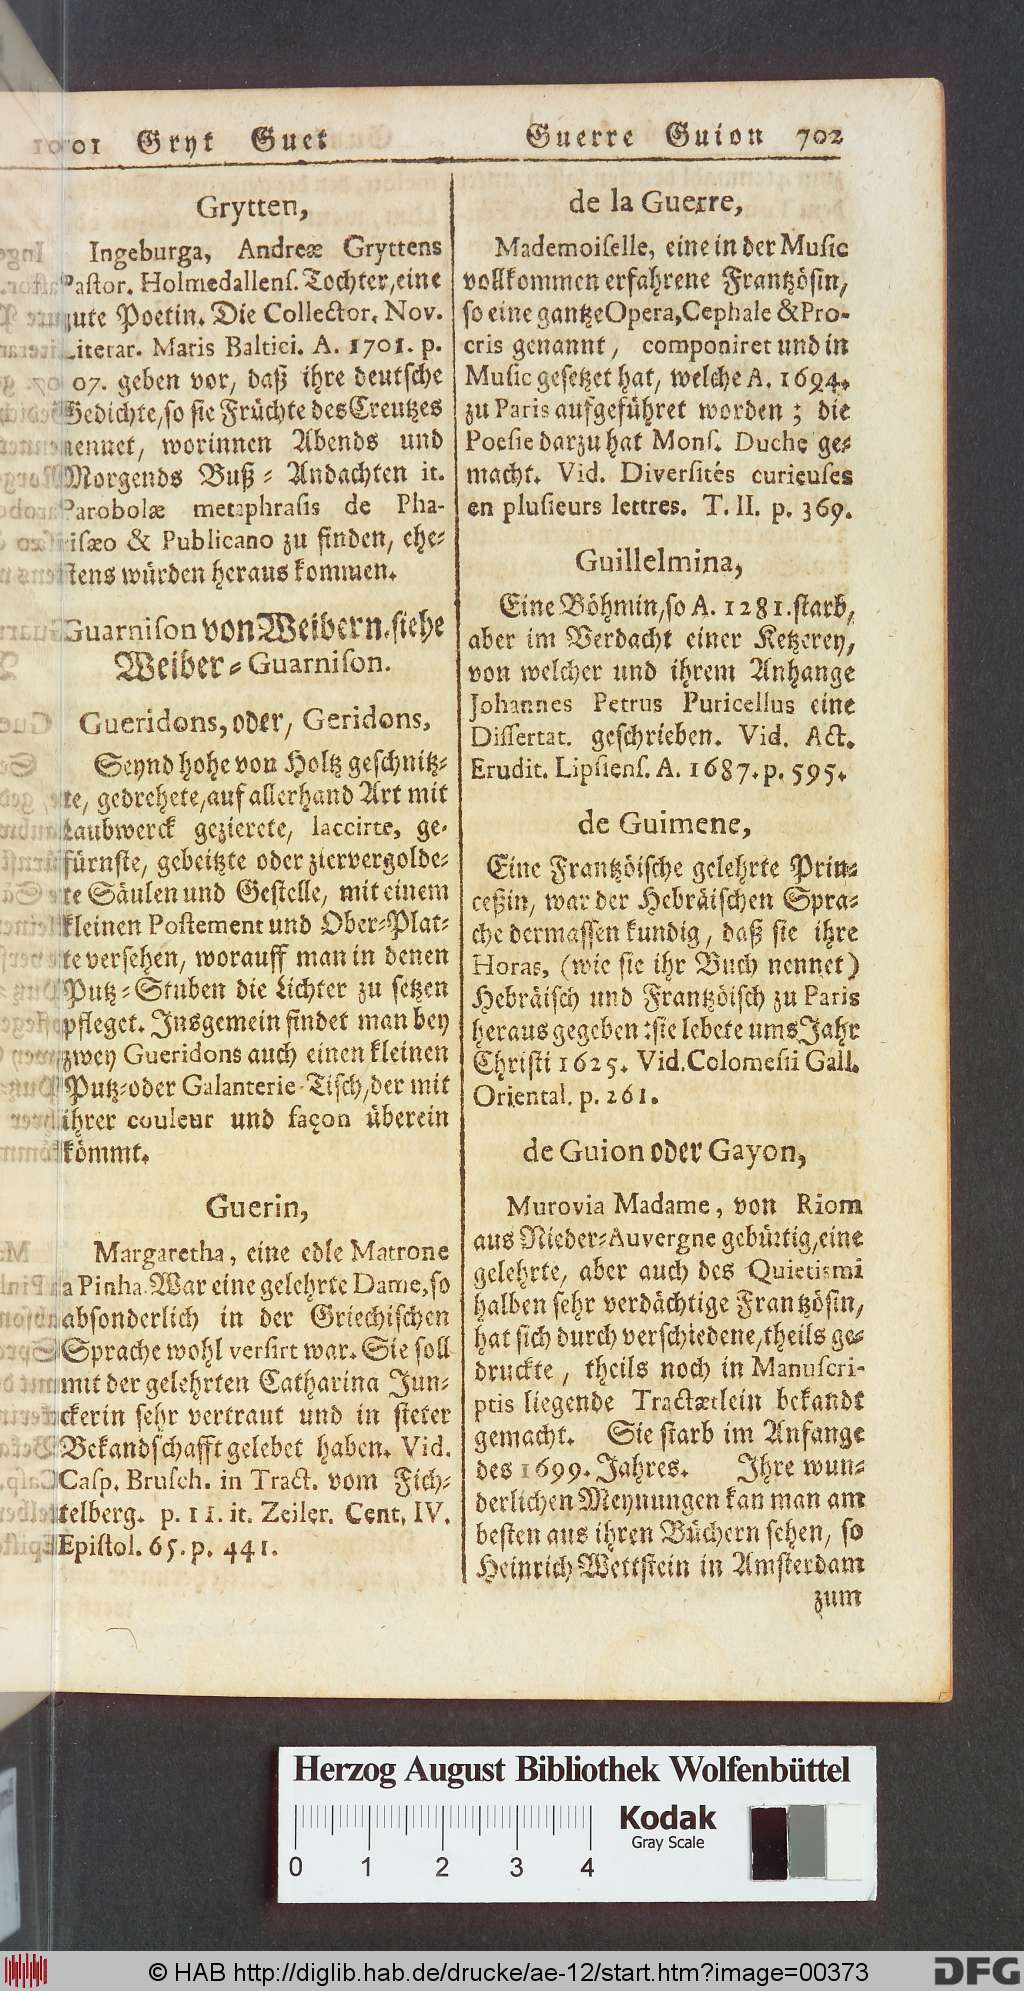 701 Gryt Guet
Grytten,
Ingeburga, Andreæ Gryttens
Paſtor. Holmedallenſ. Tochter, eine
gute Poetin. Die Collector. Nov.
Literar. Maris Baltici. A. 1701. p.
07. geben vor, daß ihre deutſche
Gedichte, ſo ſie Früchte des Creutzes
nennet, worinnen Abends und
Morgends Buß- Andachten it.
Parobolæ metaphraſis de Pha-
riſæo & Publicano zu finden, ehe-
ſtens würden heraus kommen.
Guarniſon von Weibern. ſiehe
Weiber-Guarniſon.
Gueridons, oder, Geridons,
Seynd hohe von Holtz geſchnitz-
te, gedrehete, auf allerhand Art mit
Laubwerck gezierete, laccirte, ge-
fürnſte, gebeitzte oder zier vergolde-
te Säulen und Geſtelle, mit einem
kleinen Poſtement und Ober-Plat-
te verſehen, worauff man in denen
Putz-Stuben die Lichter zu ſetzen
pfleget. Insgemein findet man bey
zwey Gueridons auch einen kleinen
Putz-oder Galanterie-Tiſch, der mit
ihrer couleur und façon überein
kömmt.
Guerin,
Margaretha, eine edle Matrone
a Pinha. War eine gelehrte Dame, ſo
abſonderlich in der Griechiſchen
Sprache wohl verſirt war. Sie ſoll
mit der gelehrten Catharina Jun-
ckerin ſehr vertraut und in ſteter
Bekandſchafft gelebet haben. Vid.
Caſp. Bruſch. in Tract. vom Fich-
telberg. p. 11. it. Zeiler. Cent. IV.
Epiſtol. 65. p. 441.
Guerre Guion 702
de la Guerre,
Mademoiſelle, eine in der Muſic
vollkommen erfahrene Frantzöſin,
ſo eine gantze Opera, Cephale & Pro-
cris genannt, componiret und in
Muſic geſetzet hat, welche A. 1694.
zu Paris aufgeführet worden; die
Poeſie darzu hat Monſ. Duche ge-
macht. Vid. Diverſités curieuſes
en pluſieurs lettres. T. II. p. 369.
Guillelmina,
Eine Böhmin, ſo A. 1281. ſtarb,
aber im Verdacht einer Ketzerey,
von welcher und ihrem Anhange
Johannes Petrus Puricellus eine
Diſſertat. geſchrieben. Vid. Act.
Erudit. Lipſienſ. A. 1687. p. 595.
de Guimene,
Eine Frantzöiſche gelehrte Prin-
ceßin, war der Hebräiſchen Spra-
che dermaſſen kundig, daß ſie ihre
Horas, (wie ſie ihr Buch nennet)
Hebräiſch und Frantzöiſch zu Paris
heraus gegeben: ſie lebete ums Jahr
Chriſti 1625. Vid. Colomeſii Gall.
Oriental. p. 261.
de Guion oder Gayon,
Murovia Madame, von Riom
aus Nieder-Auvergne gebürtig, eine
gelehrte, aber auch des Quietiſmi
halben ſehr verdächtige Frantzöſin,
hat ſich durch verſchiedene, theils ge-
druckte, theils noch in Manuſcri-
ptis liegende Tractætlein bekandt
gemacht. Sie ſtarb im Anfange
des 1699. Jahres. Ihre wun-
derlichen Meynungen kan man am
beſten aus ihren Büchern ſehen, ſo
Heinrich Wettſtein in Amſterdam
zum
Herzog August Bibliothek Wolfenbüttel
Kodak
Gray Scale
0 1 2 3 4
© HAB http://diglib.hab.de/drucke/ae-12/start.htm?image=00373
DFG